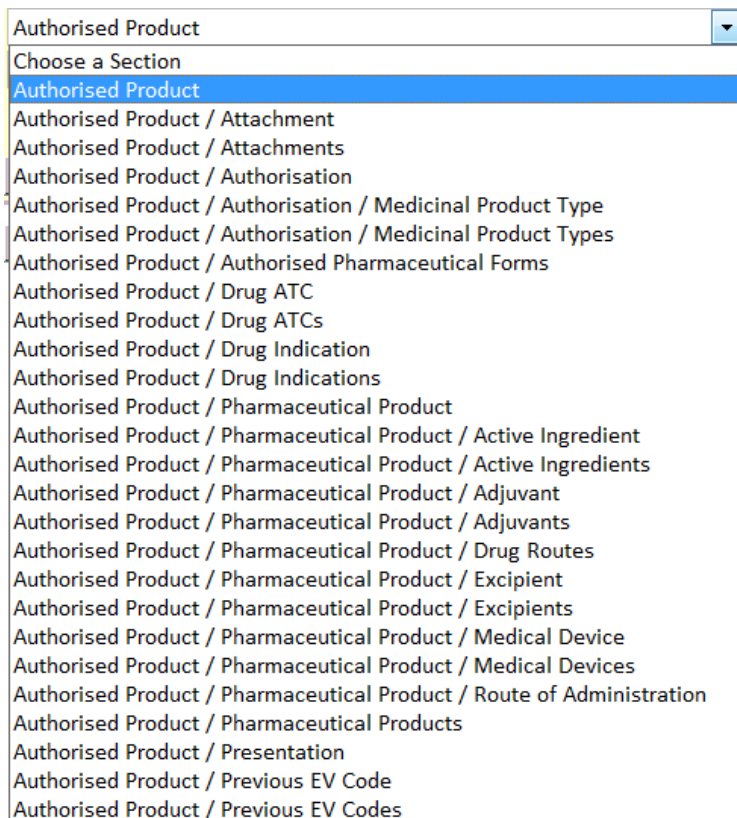 Authorised Product
Choose a Section
Authorised Product
Authorised Product / Attachment
Authorised Product / Attachments
Authorised Product / Authorisation
Authorised Product / Authorisation / Medicinal Product Type
Authorised Product / Authorisation / Medicinal Product Types
Authorised Product / Authorised Pharmaceutical Forms
Authorised Product / Drug ATC
Authorised Product / Drug ATCs
Authorised Product / Drug Indication
Authorised Product / Drug Indications
Authorised Product / Pharmaceutical Product
Authorised Product / Pharmaceutical Product / Active Ingredient
Authorised Product / Pharmaceutical Product / Active Ingredients
Authorised Product / Pharmaceutical Product / Adjuvant
Authorised Product / Pharmaceutical Product / Adjuvants
Authorised Product / Pharmaceutical Product / Drug Routes
Authorised Product / Pharmaceutical Product / Excipient
Authorised Product / Pharmaceutical Product / Excipients
Authorised Product / Pharmaceutical Product / Medical Device
Authorised Product / Pharmaceutical Product / Medical Devices
Authorised Product / Pharmaceutical Product / Route of Administration
Authorised Product / Pharmaceutical Products
Authorised Product / Presentation
Authorised Product / Previous EV Code
Authorised Product / Previous EV Codes